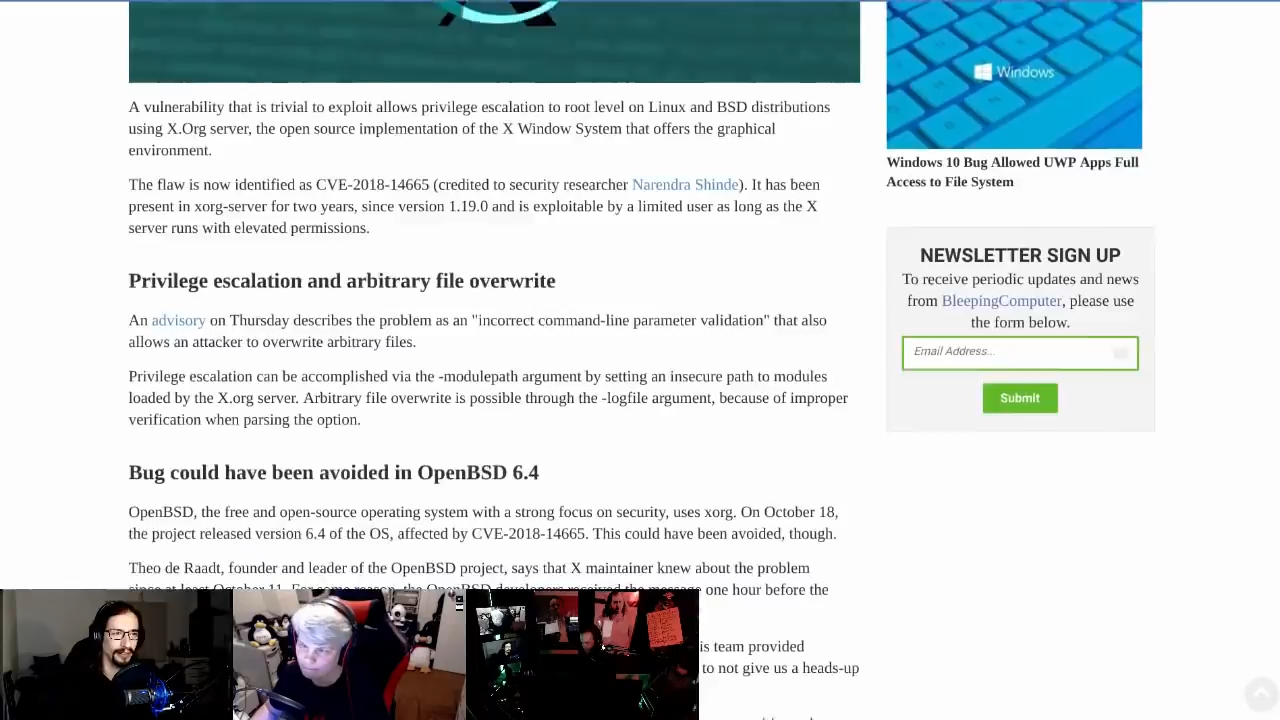 A vulnerability that is trivial to exploit allows privilege escalation to root level on Linux and BSD distributions
using X.Org server, the open source implementation of the X Window System that offers the graphical
environment.
The flaw is now identified as CVE-2018-14665 (credited to security researcher Narendra Shinde). It has been
present in xorg-server for two years, since version 1.19.0 and is exploitable by a limited user as long as the X
server runs with elevated permissions.
Privilege escalation and arbitrary file overwrite
An advisory on Thursday describes the problem as an "incorrect command-line parameter validation" that also
allows an attacker to overwrite arbitrary files.
Privilege escalation can be accomplished via the -modulepath argument by setting an insecure path to modules
loaded by the X.org server. Arbitrary file overwrite is possible through the -logfile argument, because of improper
verification when parsing the option.
Bug could have been avoided in OpenBSD 6.4
OpenBSD, the free and open-source operating system with a strong focus on security, uses xorg. On October 18,
the project released version 6.4 of the OS, affected by CVE-2018-14665. This could have been avoided, though.
Theo de Raadt, founder and leader of the OpenBSD project, says that X maintainer knew about the problem
since at least October 11. For some reason, the OpenBSD developers received the message one hour before the
is team provided
to not give us a heads-up
Windows
Windows 10 Bug Allowed UWP Apps Full
Access to File System
NEWSLETTER SIGN UP
To receive periodic updates and news
from BleepingComputer, please use
the form below.
Email Address...
Submit